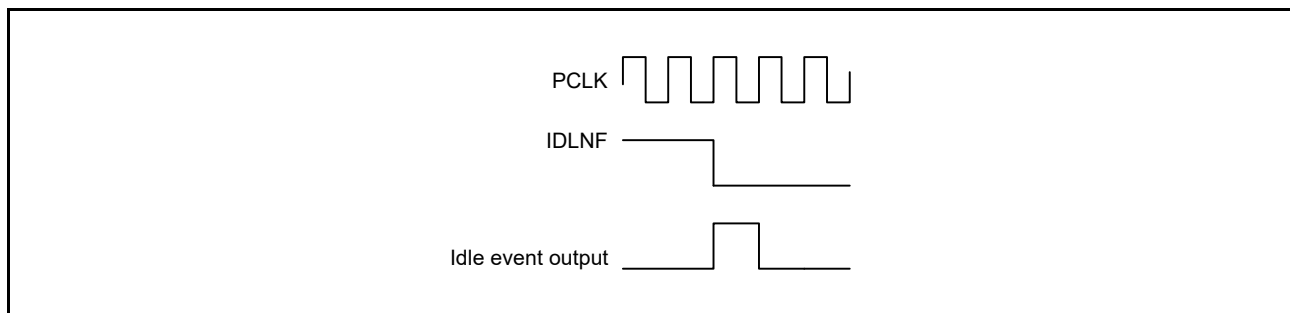 PCLK
IDLNF
Idle event output